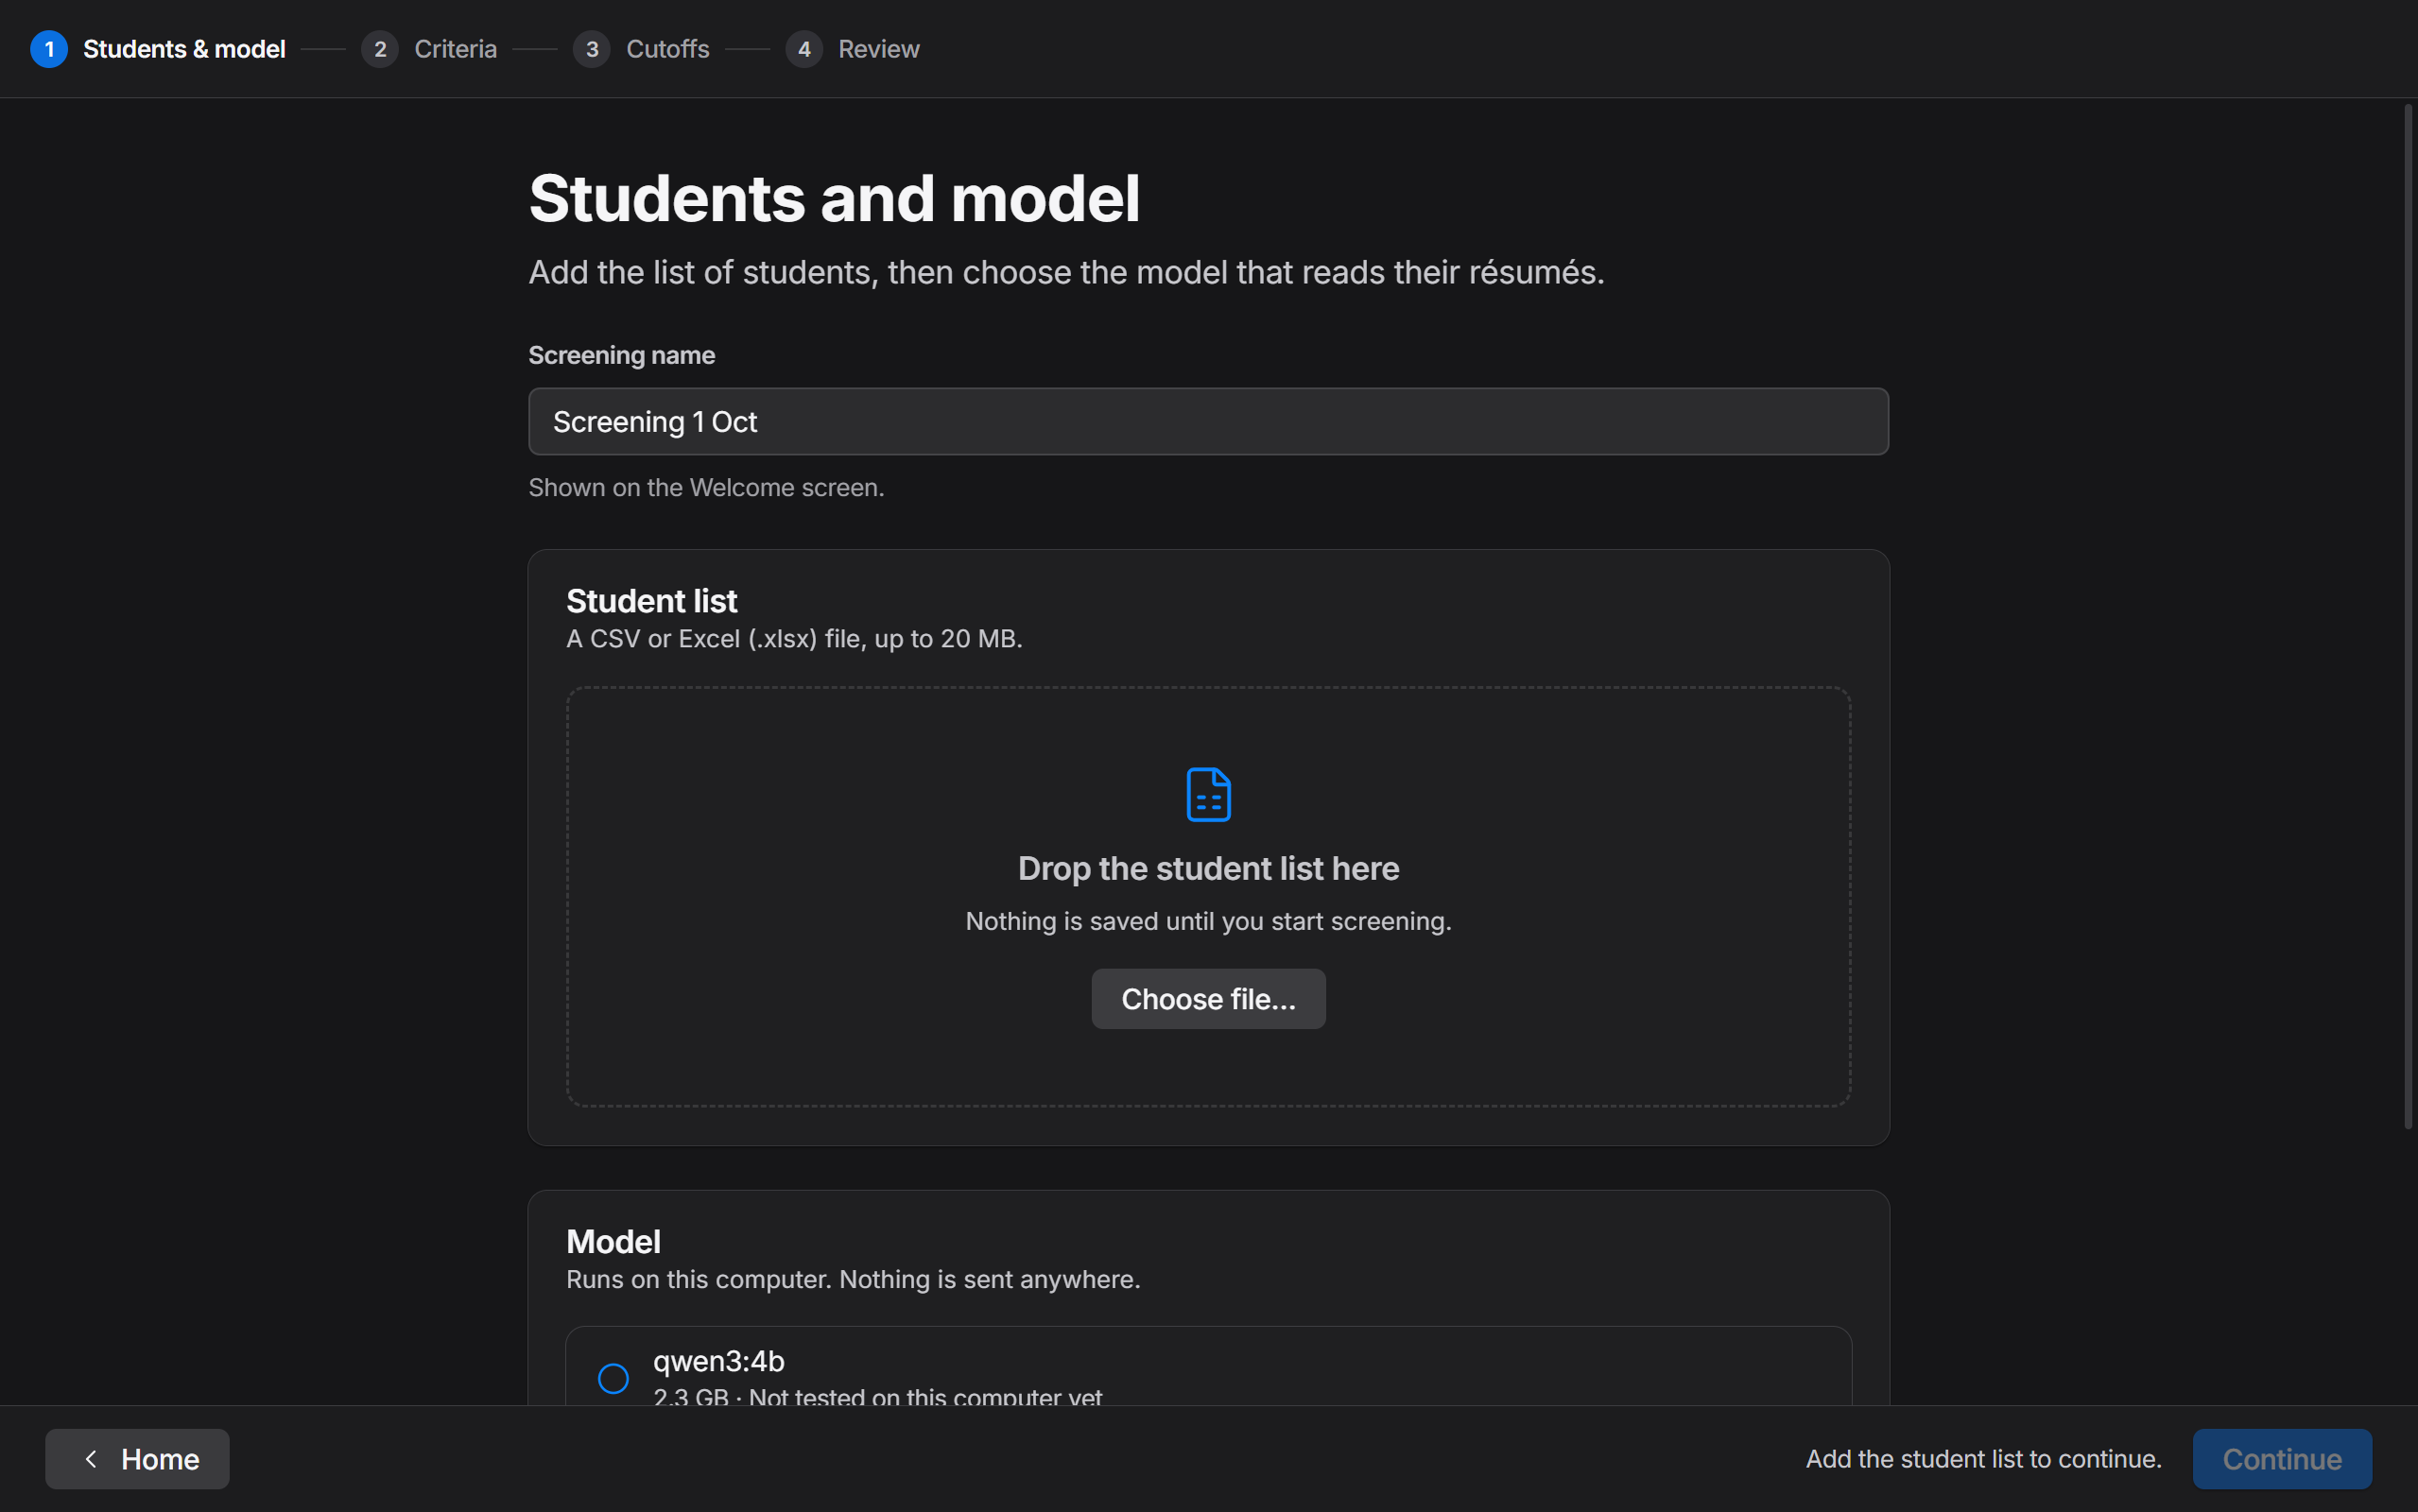 1 Students & model 2 Criteria 3 Cutoffs 4 Review
Students and model
Add the list of students, then choose the model that reads their résumés.
Screening name
Screening 1 Oct
Shown on the Welcome screen.
Student list
A CSV or Excel (.xlsx) file, up to 20 MB.
Drop the student list here
Nothing is saved until you start screening.
Choose file...
Model
Runs on this computer. Nothing is sent anywhere.
qwen3:4b
2.3 GB · Not tested on this computer yet
Home Add the student list to continue. Continue